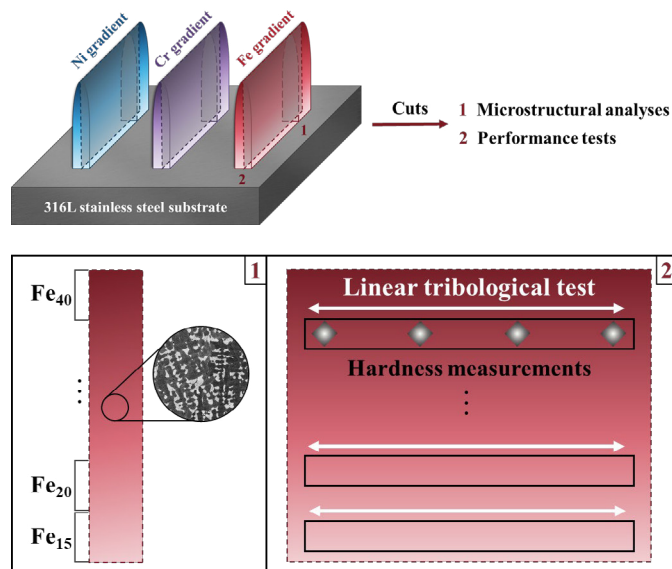 Ni gradient
Cr gradient
Fe gradient
1
2
316L stainless steel substrate
Cuts
1 Microstructural analyses
2 Performance tests
1
Fe40
⋮
Fe20
Fe15
2
Linear tribological test
Hardness measurements
⋮